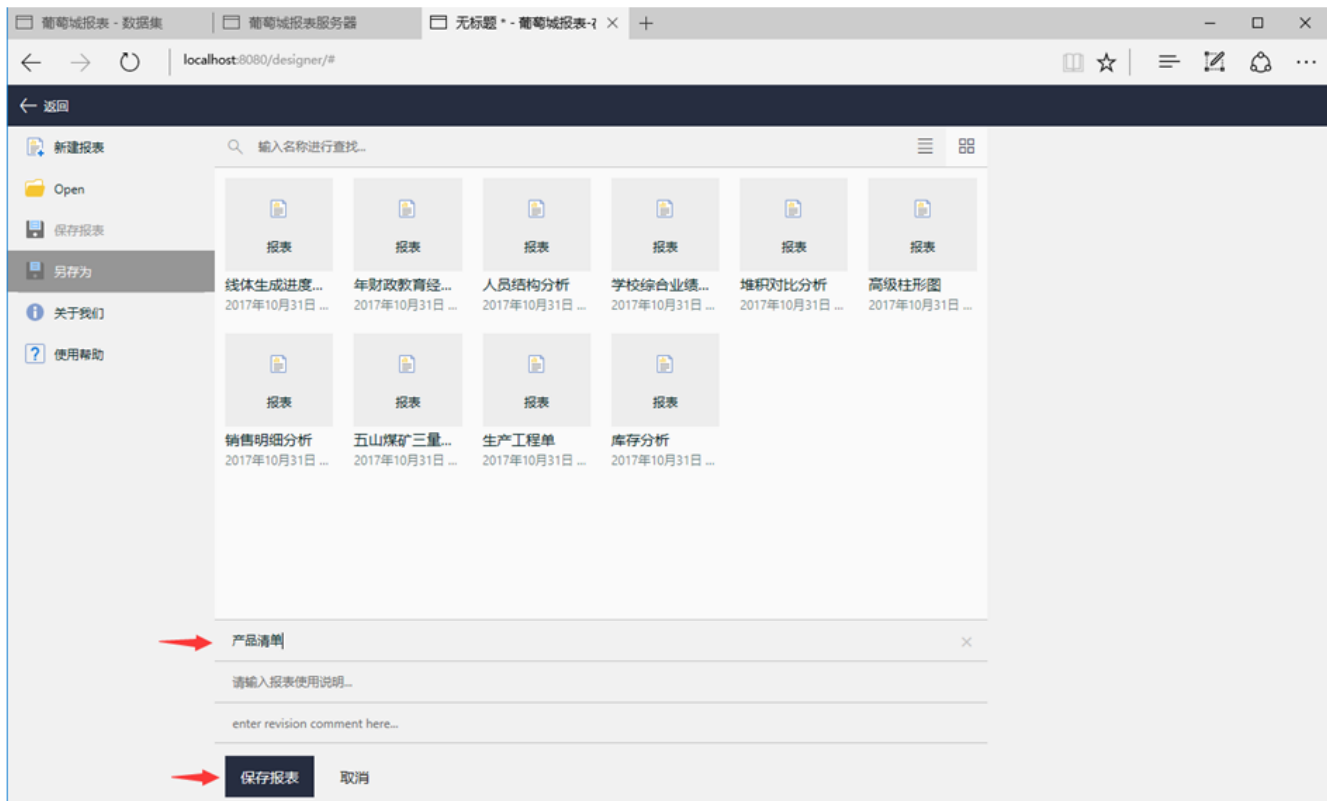 葡萄城报表 - 数据集
葡萄城报表服务器
无标题 * - 葡萄城报表-
localhost:8080/designer/#
返回
新建报表
Open
保存报表
另存为
关于我们
使用帮助
输入名称进行查找...
报表 报表 报表 报表 报表 报表
线体生成进度... 年财政教育经... 人员结构分析 学校综合业绩... 堆积对比分析 高级柱形图
2017年10月31日 ... 2017年10月31日 ... 2017年10月31日 ... 2017年10月31日 ... 2017年10月31日 ... 2017年10月31日 ...
报表 报表 报表 报表
销售明细分析 五山煤矿三量... 生产工程单 库存分析
2017年10月31日 ... 2017年10月31日 ... 2017年10月31日 ... 2017年10月31日 ...
产品清单
请输入报表使用说明...
enter revision comment here...
保存报表 取消